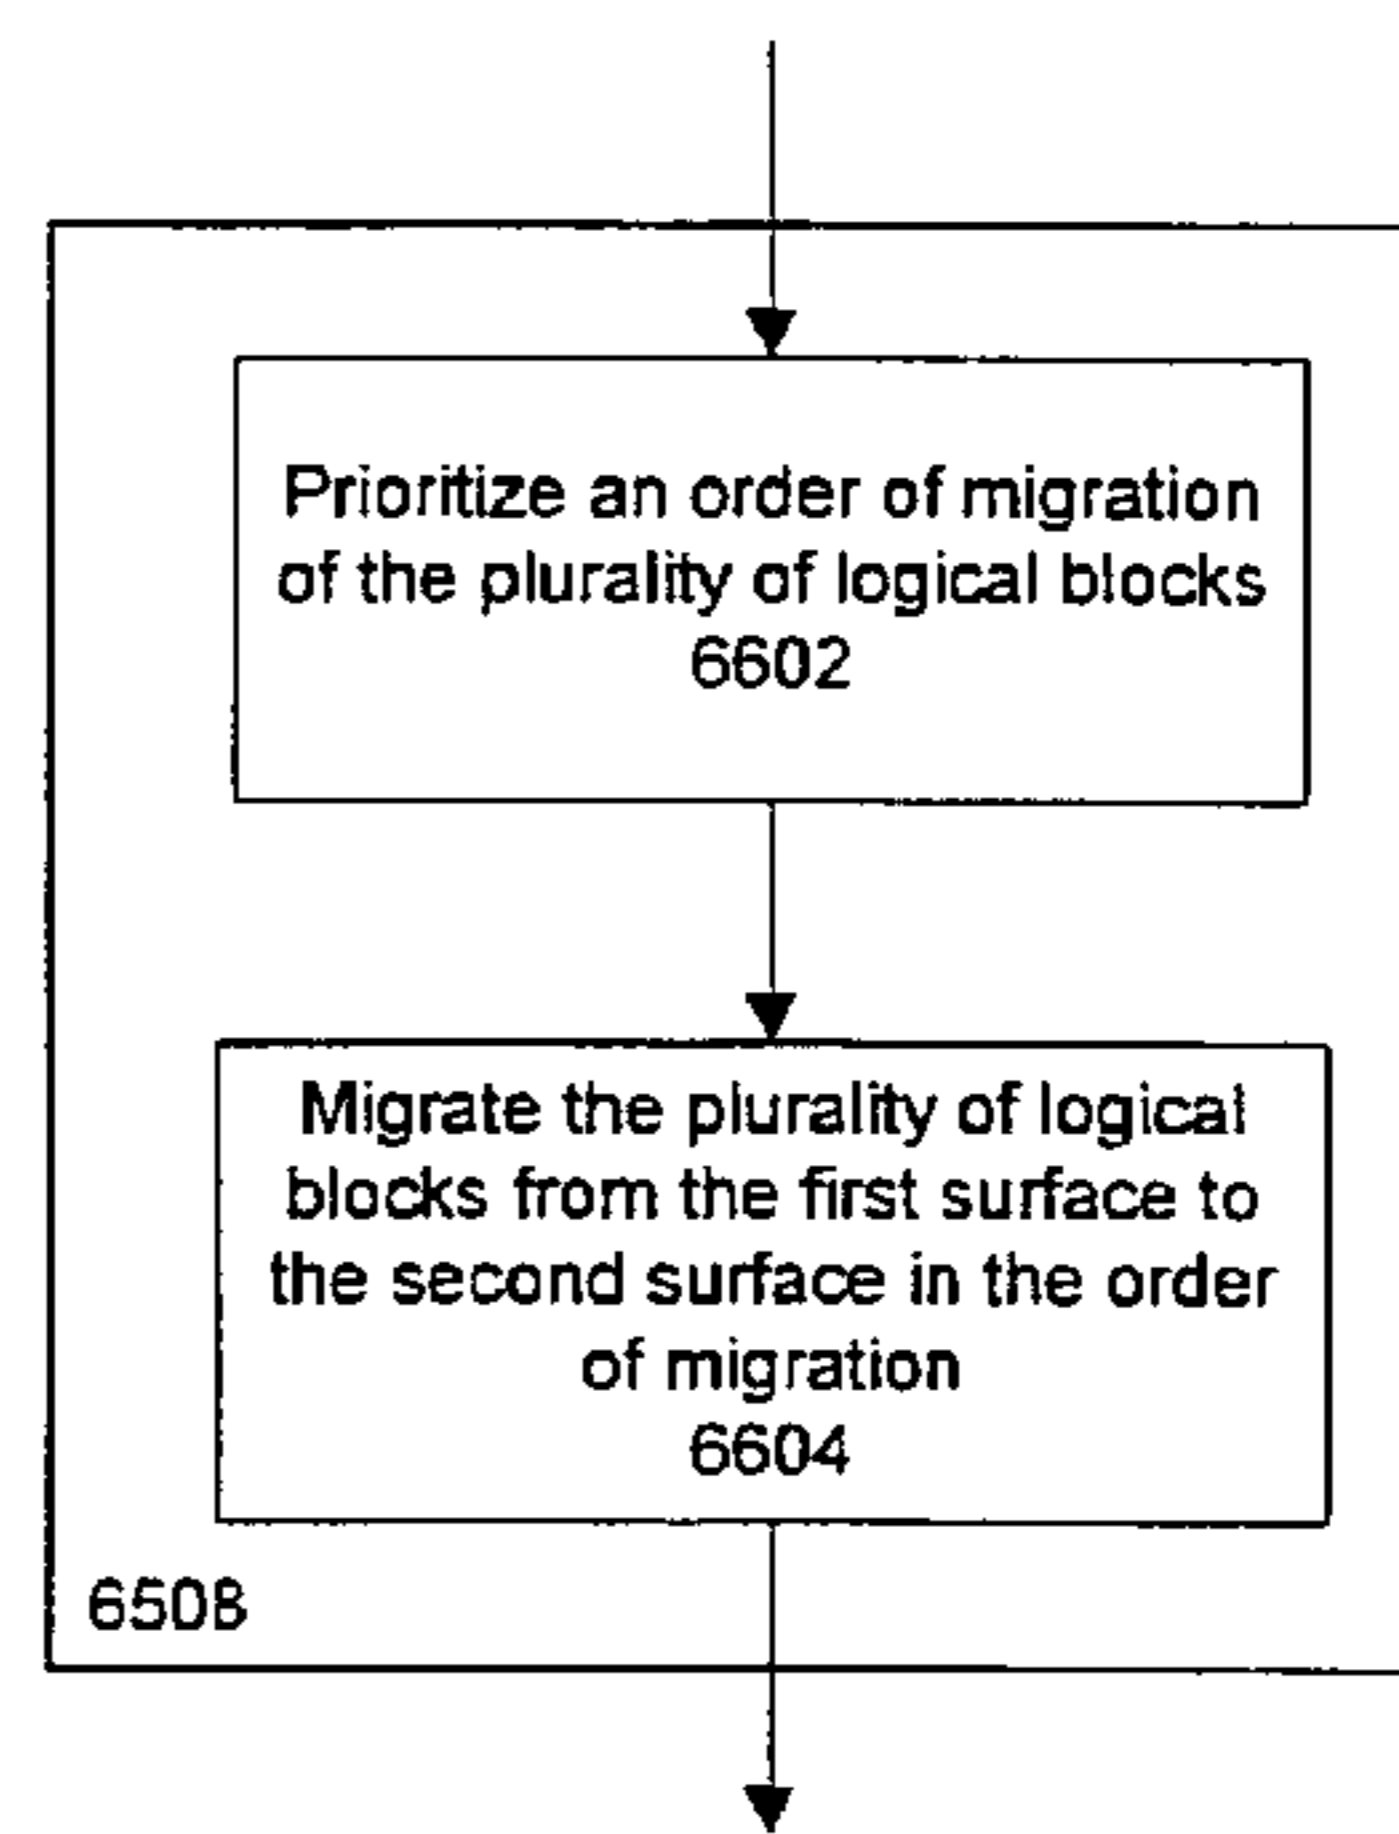 Prioritize an order of migration
of the plurality of logical blocks
6602
Migrate the plurality of logical
blocks from the first surface to
the second surface in the order
of migration
6604
6508